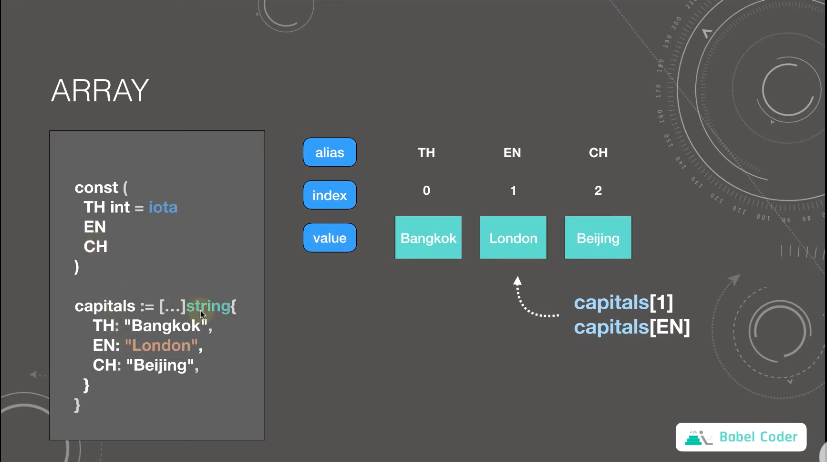 ARRAY
const (
TH int = iota
EN
CH
)
capitals := [...]string{
TH: "Bangkok",
EN: "London",
CH: "Beijing",
}
}
alias TH EN CH
index 0 1 2
value Bangkok London Beijing
capitals[1]
capitals[EN]
Babel Coder